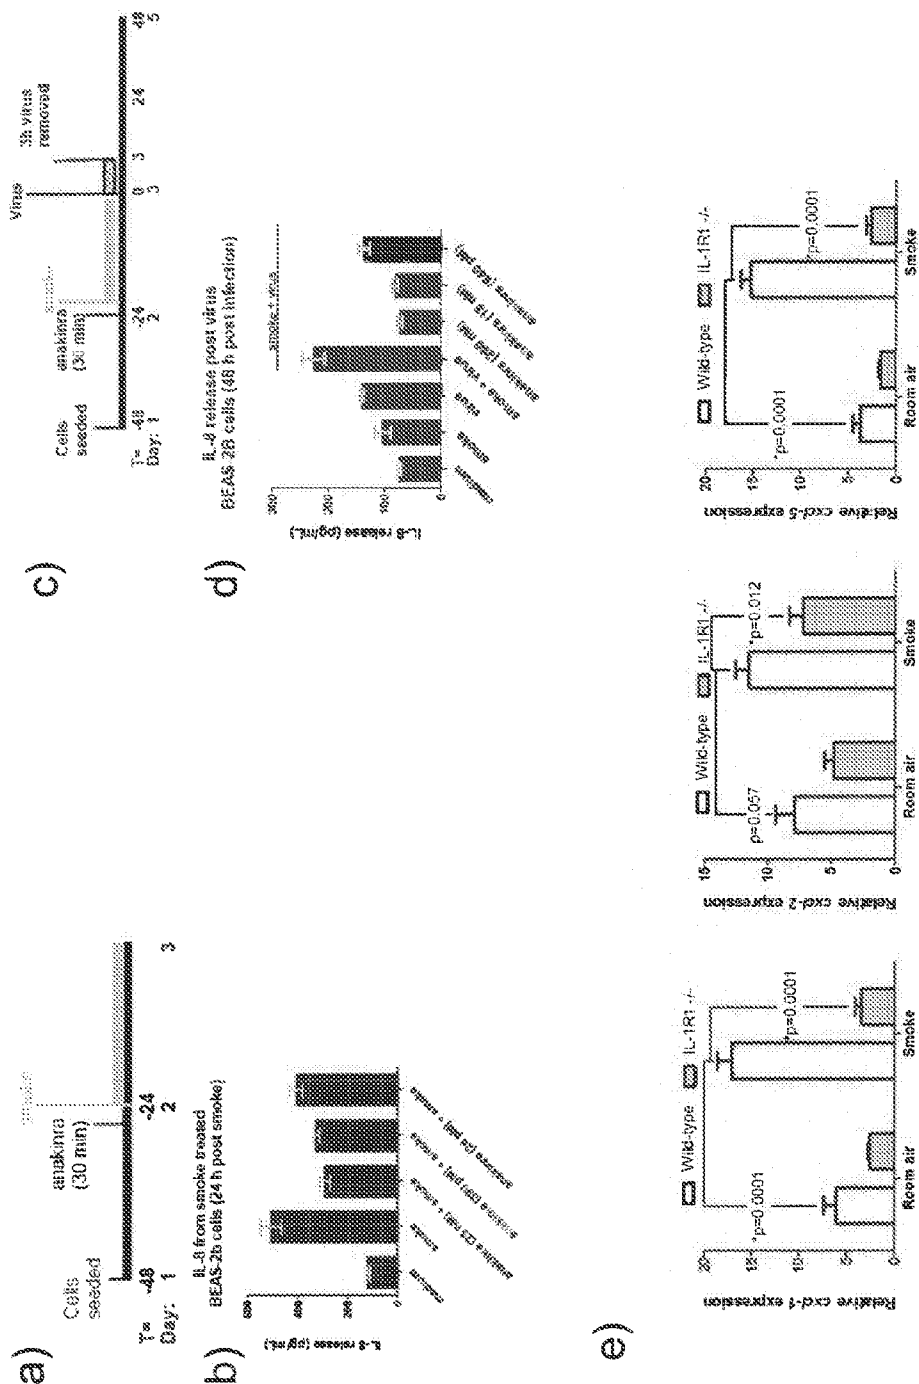 a)
Cells
seeded
anakinra
(30 min)
T=
-48
-24
Day:
1
2
3
b)
IL-8 from smoke treated
BEAS-2b cells (24 h post smoke)
IL-8 release (pg/mL)
600
400
200
0
medium
smoke
c)
Cells
seeded
anakinra
(30 min)
Virus
3h virus
removed
T=
-48
-24
0
3
24
48
Day:
1
2
3
5
d)
IL-8 release post virus
BEAS-2B cells (48 h post infection)
smoke + virus
IL-8 release (pg/mL)
300
200
100
0
medium
smoke
virus
smoke + virus
e)
Wild-type
IL-1R1 -/-
*p=0.0001
*p=0.0001
Relative cxcl-1 expression
20
15
10
5
0
Room air
Smoke
Wild-type
IL-1R1 -/-
p=0.057
*p=0.012
Relative cxcl-2 expression
15
10
5
0
Room air
Smoke
Wild-type
IL-1R1 -/-
*p=0.0001
*p=0.0001
Relative cxcl-5 expression
20
15
10
5
0
Room air
Smoke